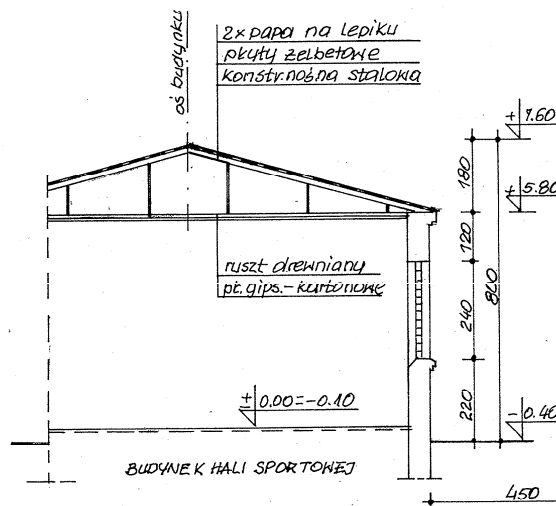 oś budynku
2x papa na lepiku
płyty żelbetowe
konstr. nośna stalowa
+7.60
180
+5.80
120
ruszt drewniany
pł. gips.-kartonowe
240
800
±0.00=-0.10
220
-0.40
BUDYNEK HALI SPORTOWEJ
450